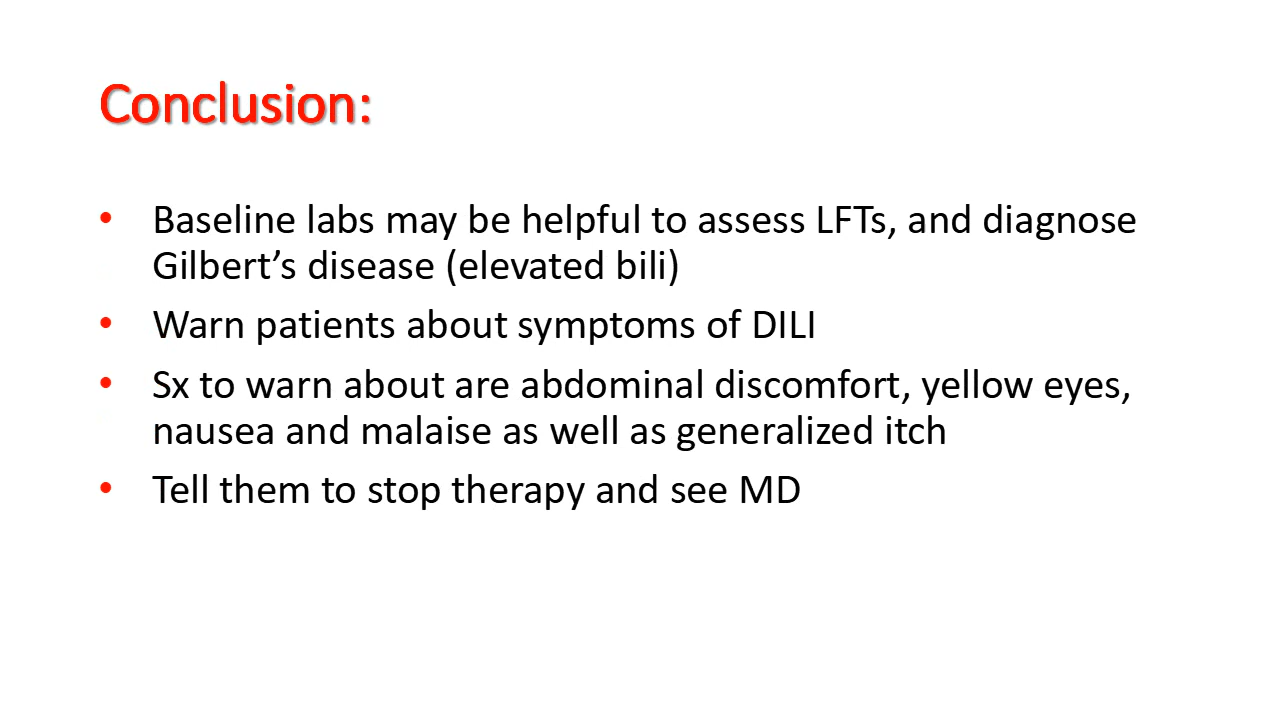 Conclusion:
• Baseline labs may be helpful to assess LFTs, and diagnose
Gilbert’s disease (elevated bili)
• Warn patients about symptoms of DILI
• Sx to warn about are abdominal discomfort, yellow eyes,
nausea and malaise as well as generalized itch
• Tell them to stop therapy and see MD